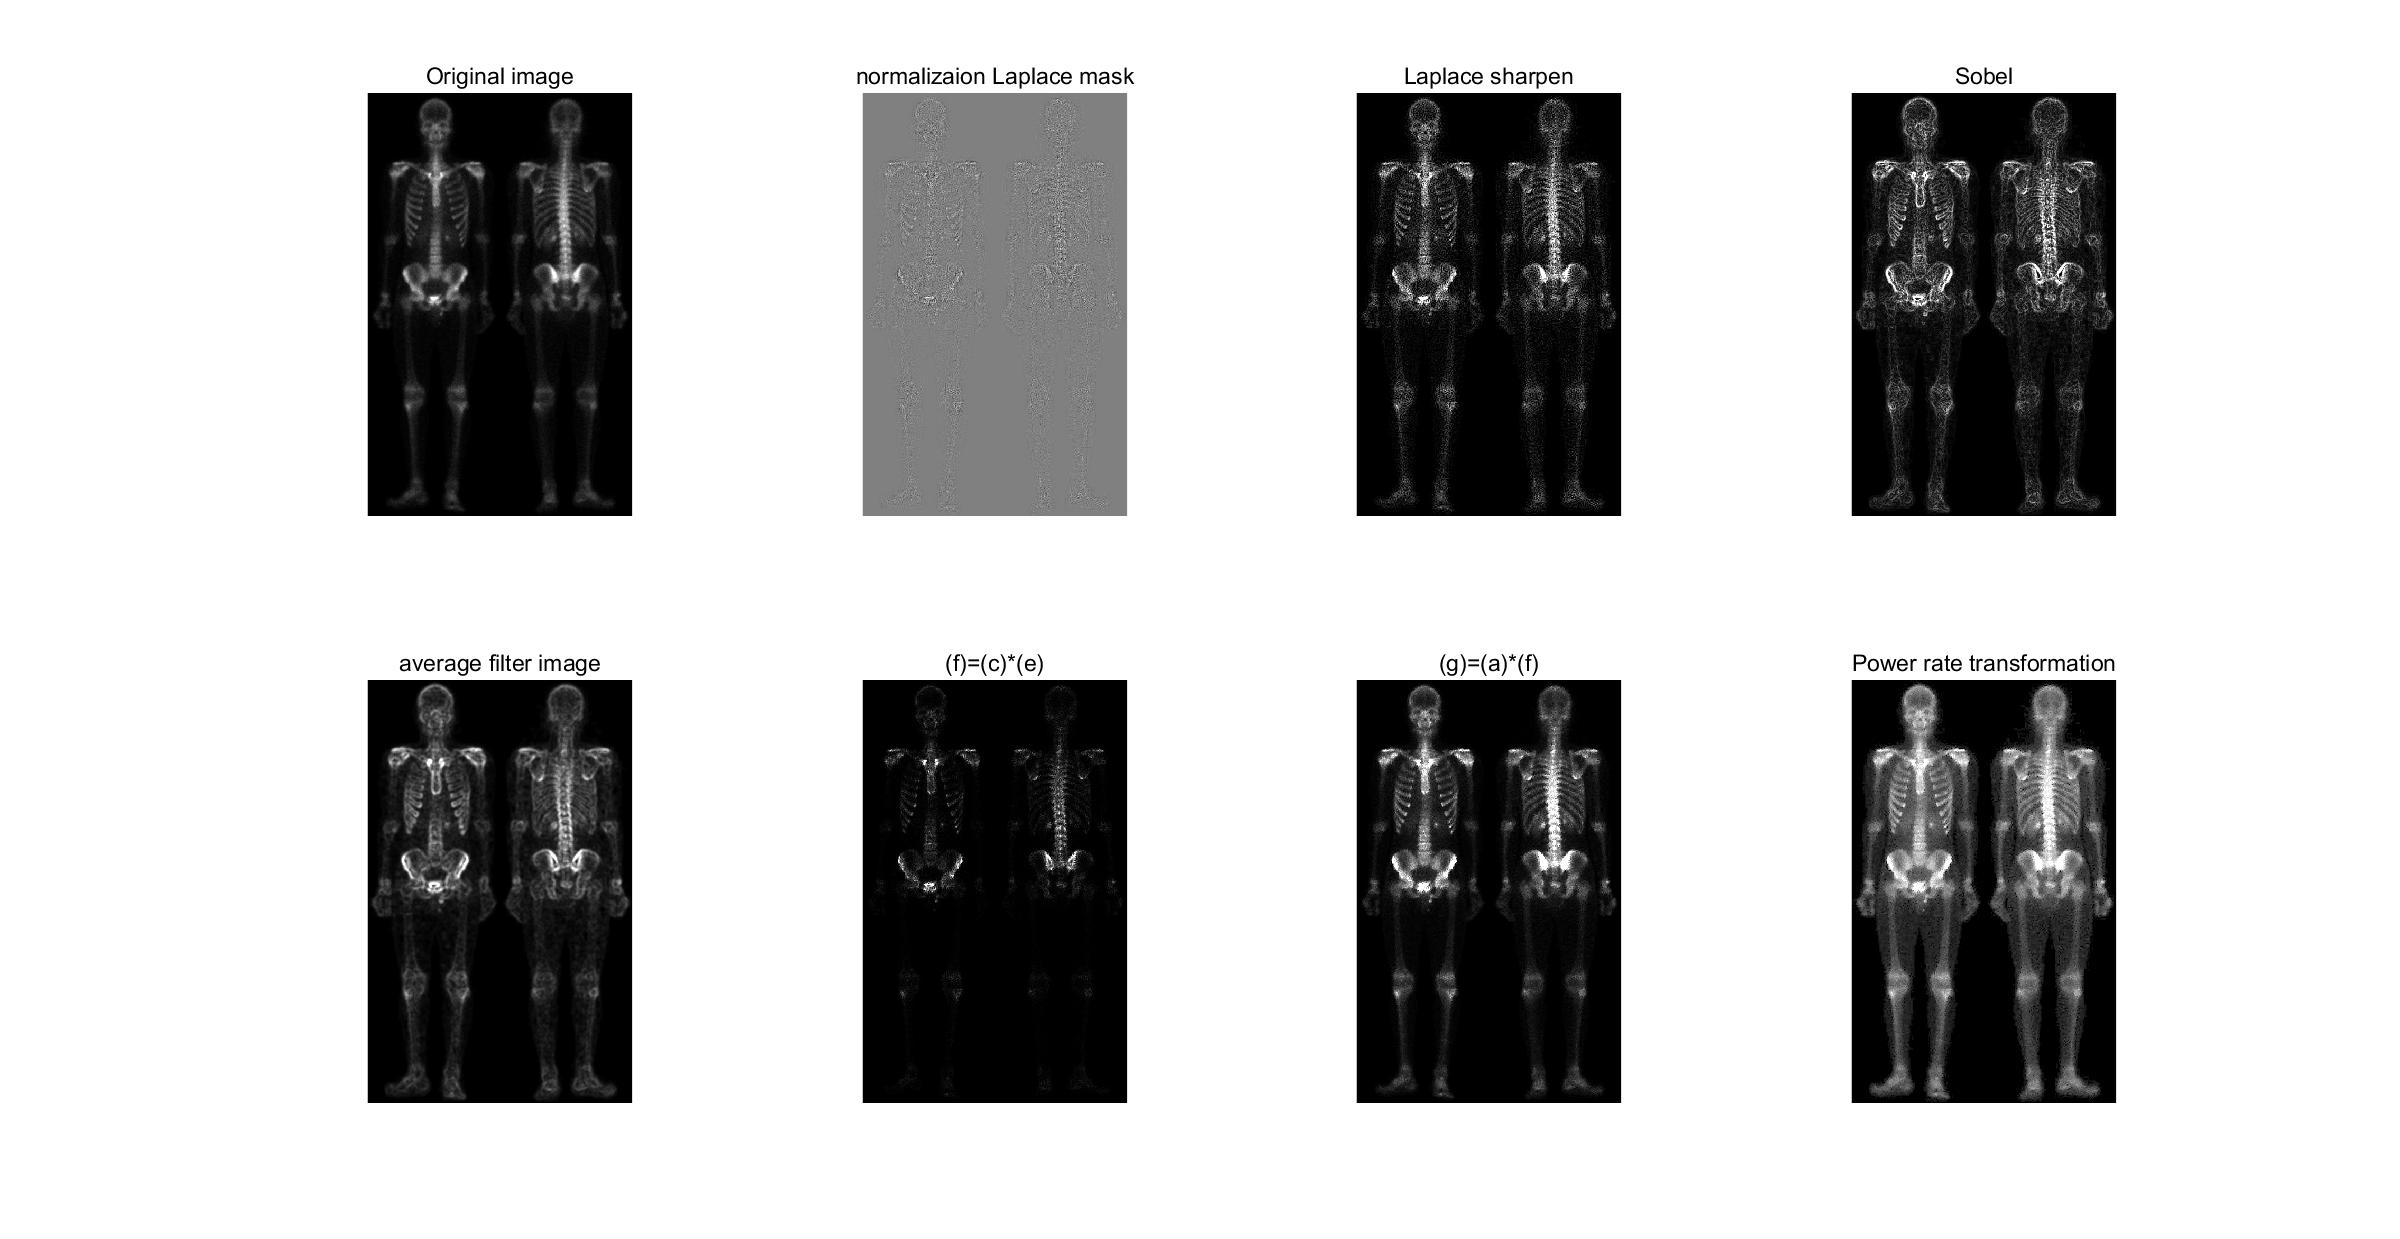 Original image
normalizaion Laplace mask
Laplace sharpen
Sobel
average filter image
(f)=(c)*(e)
(g)=(a)*(f)
Power rate transformation